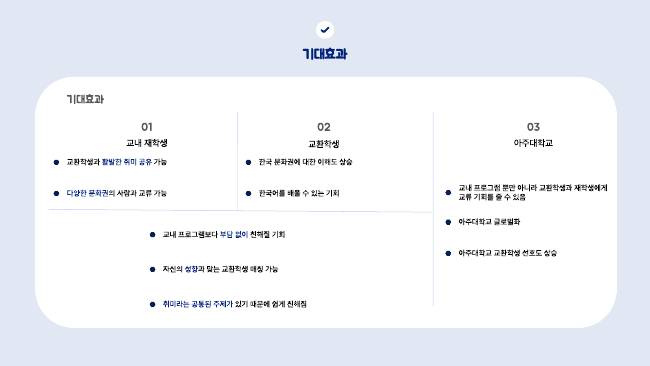 기대효과
기대효과
01
교내 재학생
교환학생과 활발한 취미 공유 가능
다양한 문화권의 사람과 교류 가능
02
교환학생
한국 문화권에 대한 이해도 상승
한국어를 배울 수 있는 기회
교내 프로그램보다 부담 없이 친해질 기회
자신의 성향과 맞는 교환학생 매칭 가능
취미라는 공통된 주제가 있기 때문에 쉽게 친해짐
03
아주대학교
교내 프로그램 뿐만 아니라 교환학생과 재학생에게
교류 기회를 줄 수 있음
아주대학교 글로벌화
아주대학교 교환학생 선호도 상승